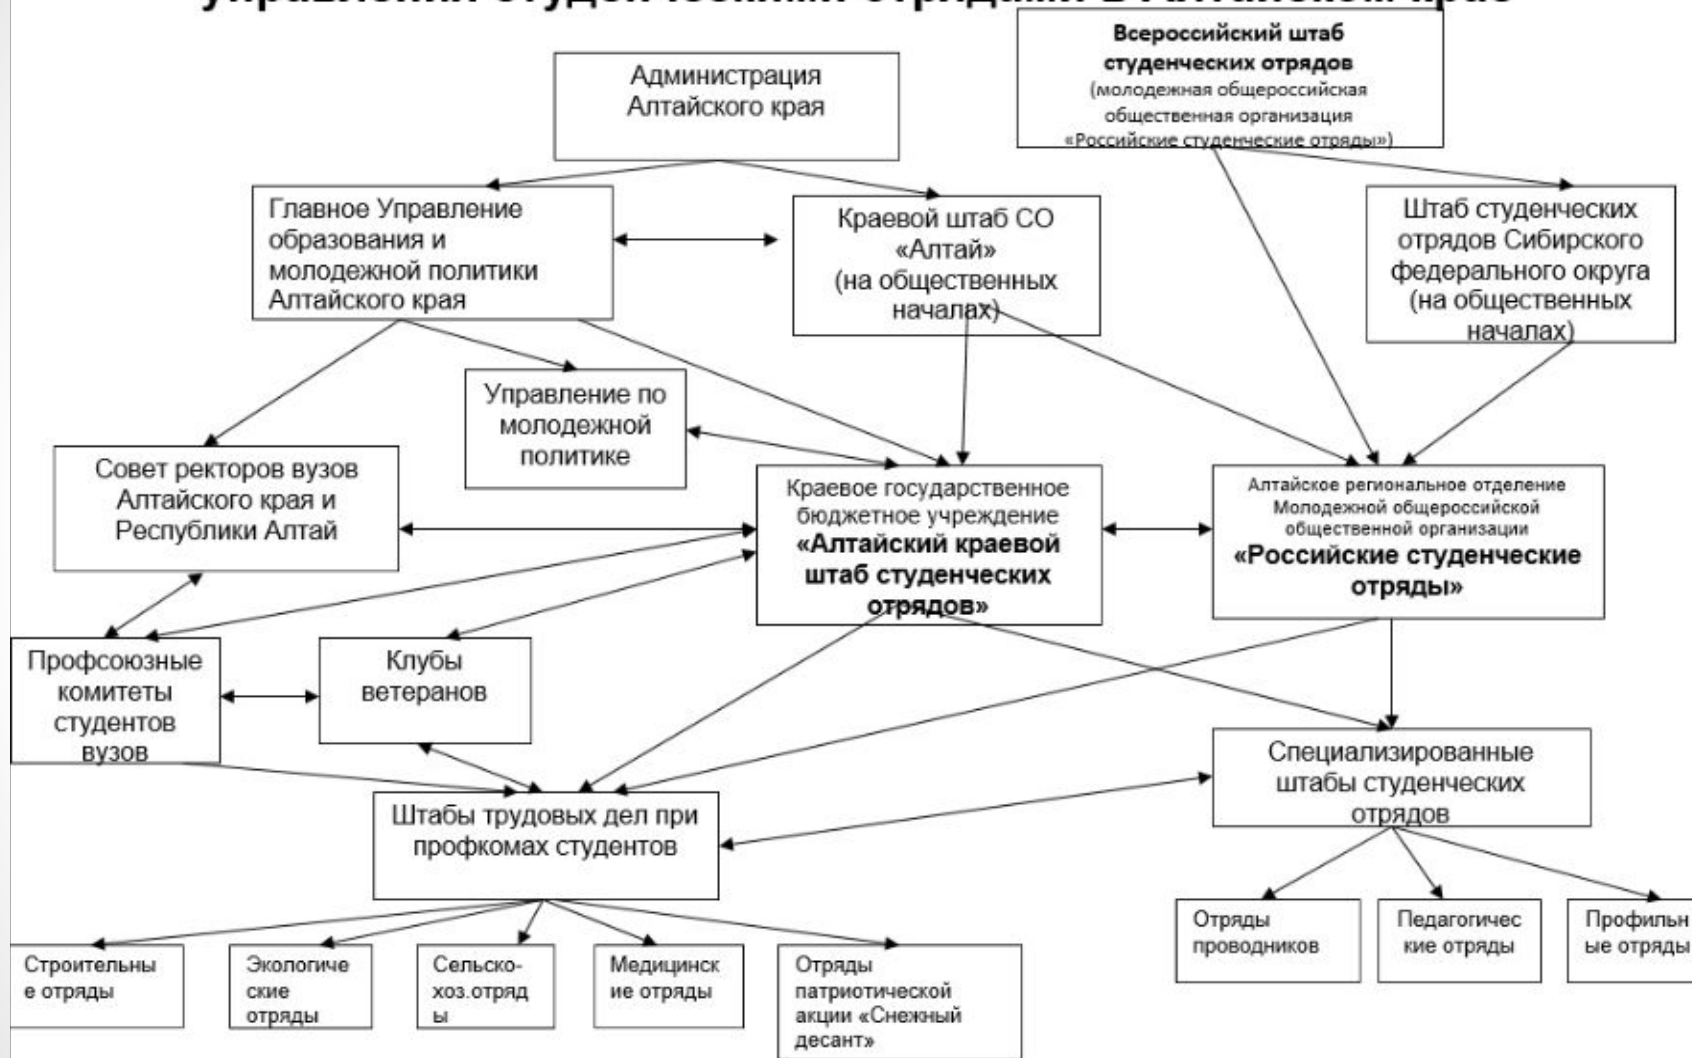 управления студенческими отрядами в Алтайском крае
Всероссийский штаб
студенческих отрядов
(молодежная общероссийская
общественная организация
«Российские студенческие отряды»)
Администрация
Алтайского края
Главное Управление
образования и
молодежной политики
Алтайского края
Краевой штаб СО
«Алтай»
(на общественных
началах)
Штаб студенческих
отрядов Сибирского
федерального округа
(на общественных
началах)
Управление по
молодежной
политике
Совет ректоров вузов
Алтайского края и
Республики Алтай
Краевое государственное
бюджетное учреждение
«Алтайский краевой
штаб студенческих
отрядов»
Алтайское региональное отделение
Молодежной общероссийской
общественной организации
«Российские студенческие
отряды»
Профсоюзные
комитеты
студентов
вузов
Клубы
ветеранов
Специализированные
штабы студенческих
отрядов
Штабы трудовых дел при
профкомах студентов
Отряды
проводников
Педагогичес
кие отряды
Профильн
ые отряды
Строительны
е отряды
Экологиче
ские
отряды
Сельско-
хоз.отряд
ы
Медицинск
ие отряды
Отряды
патриотической
акции «Снежный
десант»